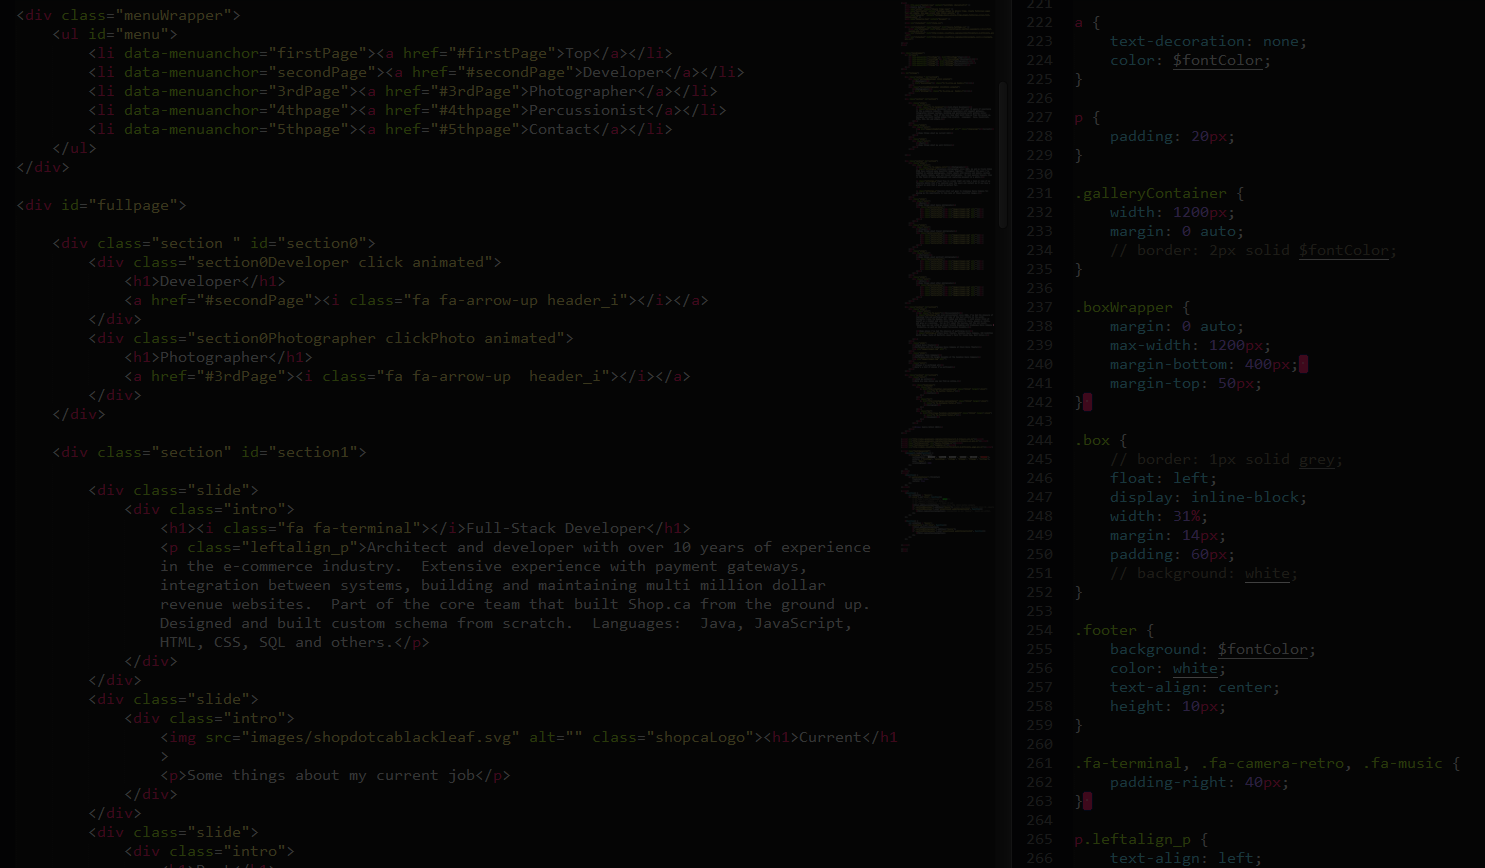 <div class="menuWrapper">
<ul id="menu">
<li data-menuanchor="firstPage"><a href="#firstPage">Top</a></li>
<li data-menuanchor="secondPage"><a href="#secondPage">Developer</a></li>
<li data-menuanchor="3rdPage"><a href="#3rdPage">Photographer</a></li>
<li data-menuanchor="4thpage"><a href="#4thpage">Percussionist</a></li>
<li data-menuanchor="5thpage"><a href="#5thpage">Contact</a></li>
</ul>
</div>
<div id="fullpage">
<div class="section " id="section0">
<div class="section0Developer click animated">
<h1>Developer</h1>
<a href="#secondPage"><i class="fa fa-arrow-up header_i"></i></a>
</div>
<div class="section0Photographer clickPhoto animated">
<h1>Photographer</h1>
<a href="#3rdPage"><i class="fa fa-arrow-up  header_i"></i></a>
</div>
</div>
<div class="section" id="section1">
<div class="slide">
<div class="intro">
<h1><i class="fa fa-terminal"></i>Full-Stack Developer</h1>
<p class="leftalign_p">Architect and developer with over 10 years of experience
in the e-commerce industry.  Extensive experience with payment gateways,
integration between systems, building and maintaining multi million dollar
revenue websites.  Part of the core team that built Shop.ca from the ground up.
Designed and built custom schema from scratch.  Languages:  Java, JavaScript,
HTML, CSS, SQL and others.</p>
</div>
</div>
<div class="slide">
<div class="intro">
<img src="images/shopdotcablackleaf.svg" alt="" class="shopcaLogo"><h1>Current</h1
>
<p>Some things about my current job</p>
</div>
</div>
<div class="slide">
<div class="intro">
221
222 a {
223 text-decoration: none;
224 color: $fontColor;
225 }
226
227 p {
228 padding: 20px;
229 }
230
231 .galleryContainer {
232 width: 1200px;
233 margin: 0 auto;
234 // border: 2px solid $fontColor;
235 }
236
237 .boxWrapper {
238 margin: 0 auto;
239 max-width: 1200px;
240 margin-bottom: 400px;
241 margin-top: 50px;
242 }
243
244 .box {
245 // border: 1px solid grey;
246 float: left;
247 display: inline-block;
248 width: 31%;
249 margin: 14px;
250 padding: 60px;
251 // background: white;
252 }
253
254 .footer {
255 background: $fontColor;
256 color: white;
257 text-align: center;
258 height: 10px;
259 }
260
261 .fa-terminal, .fa-camera-retro, .fa-music {
262 padding-right: 40px;
263 }
264
265 p.leftalign_p {
266 text-align: left;